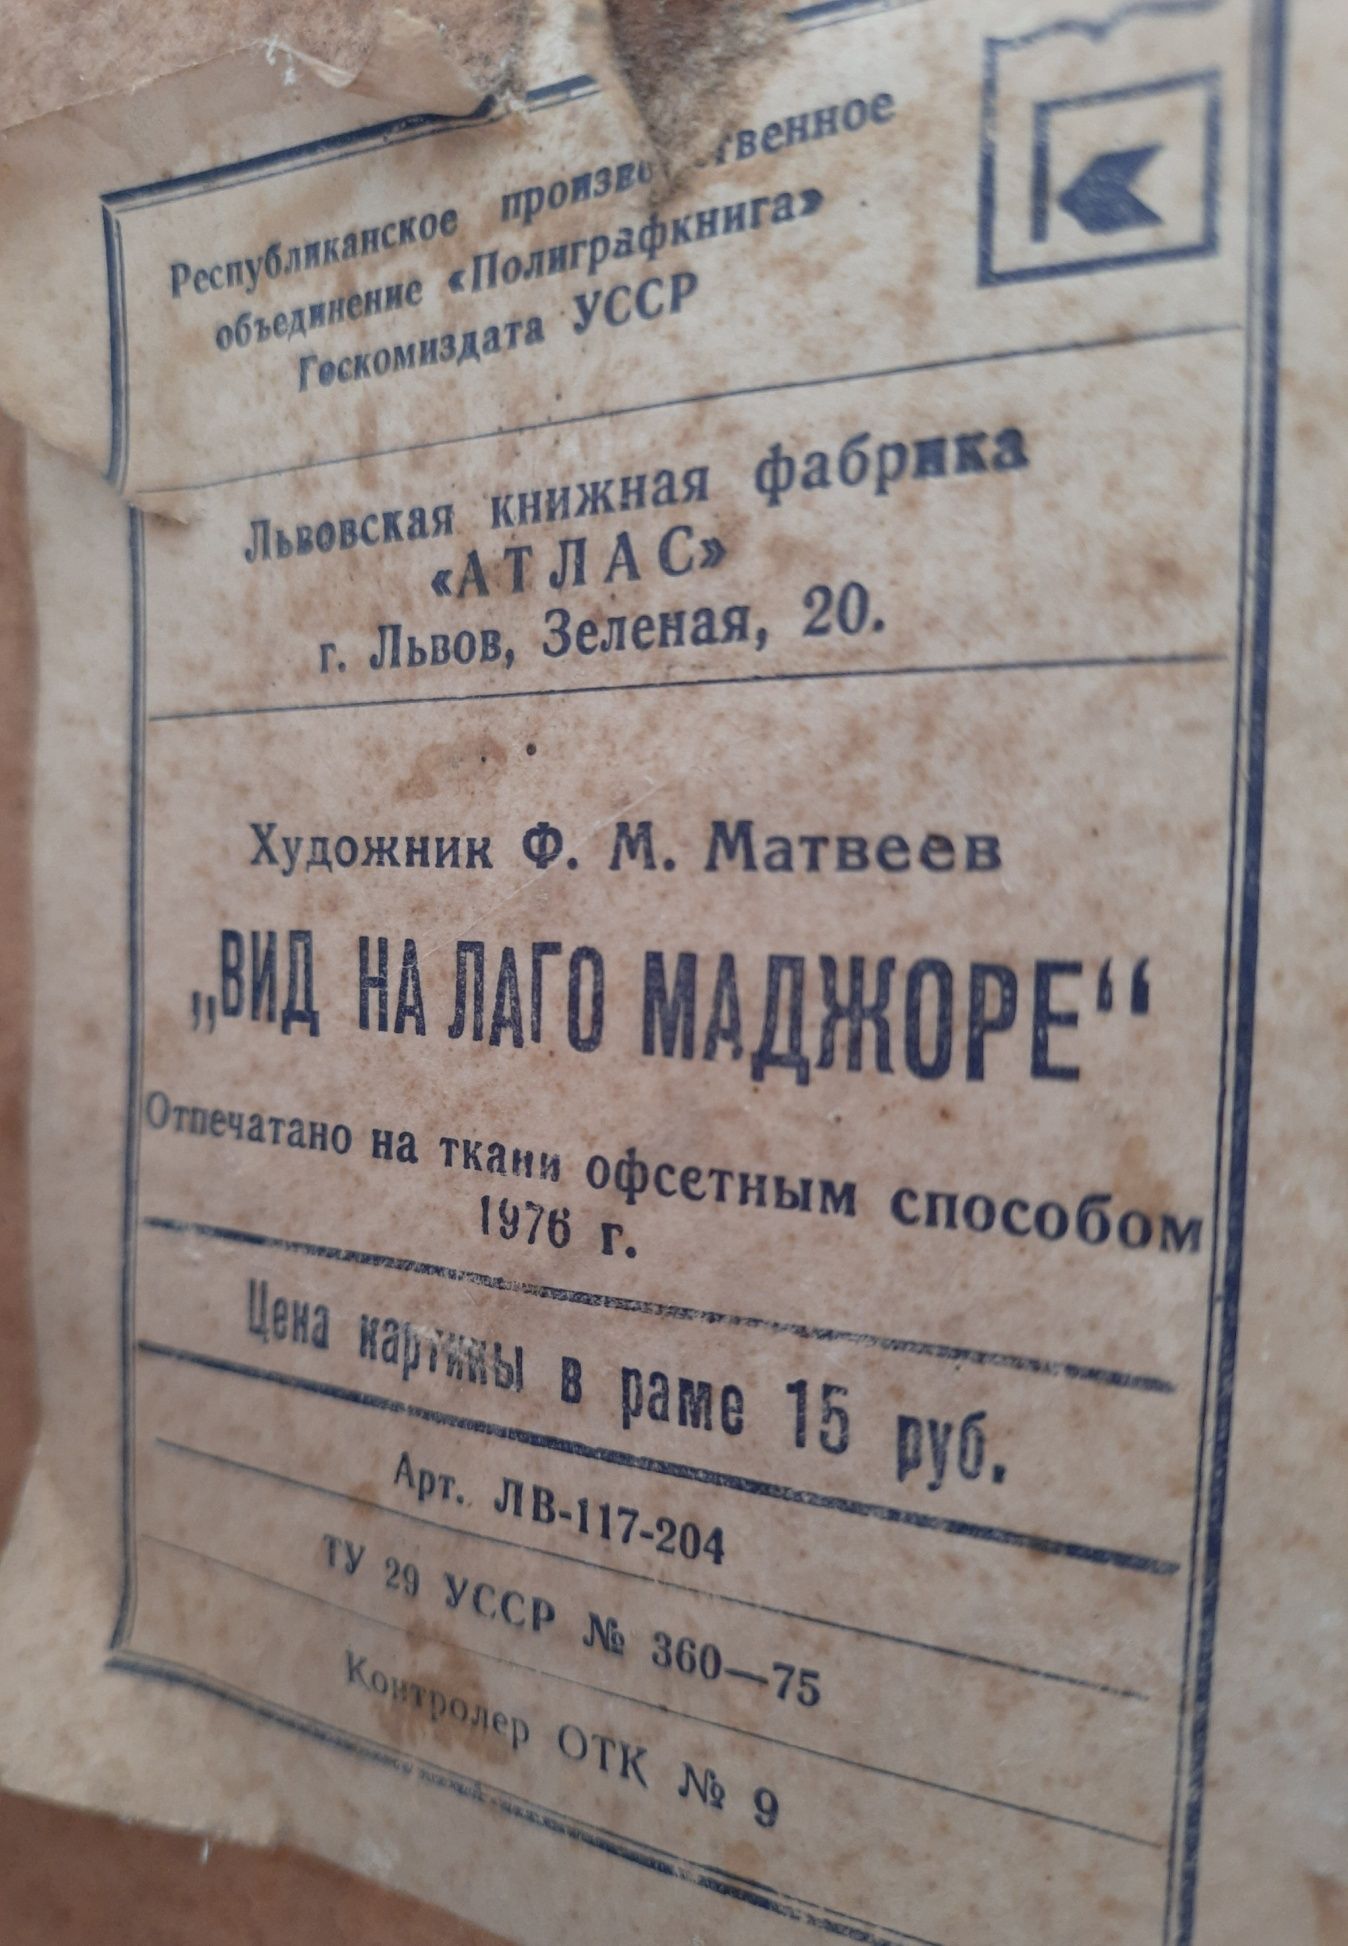 Республиканское производственное
объединение «Полиграфкнига»
Госкомиздата УССР
Львовская книжная фабрика
«АТЛАС»
г. Львов, Зеленая, 20.
Художник Ф. М. Матвеев
„ВИД НА ЛАГО МАДЖОРЕ“
Отпечатано на ткани офсетным способом
1976 г.
Цена картины в раме 15 руб.
Арт. ЛВ-117-204
ТУ 29 УССР № 360—75
Контролер ОТК № 9